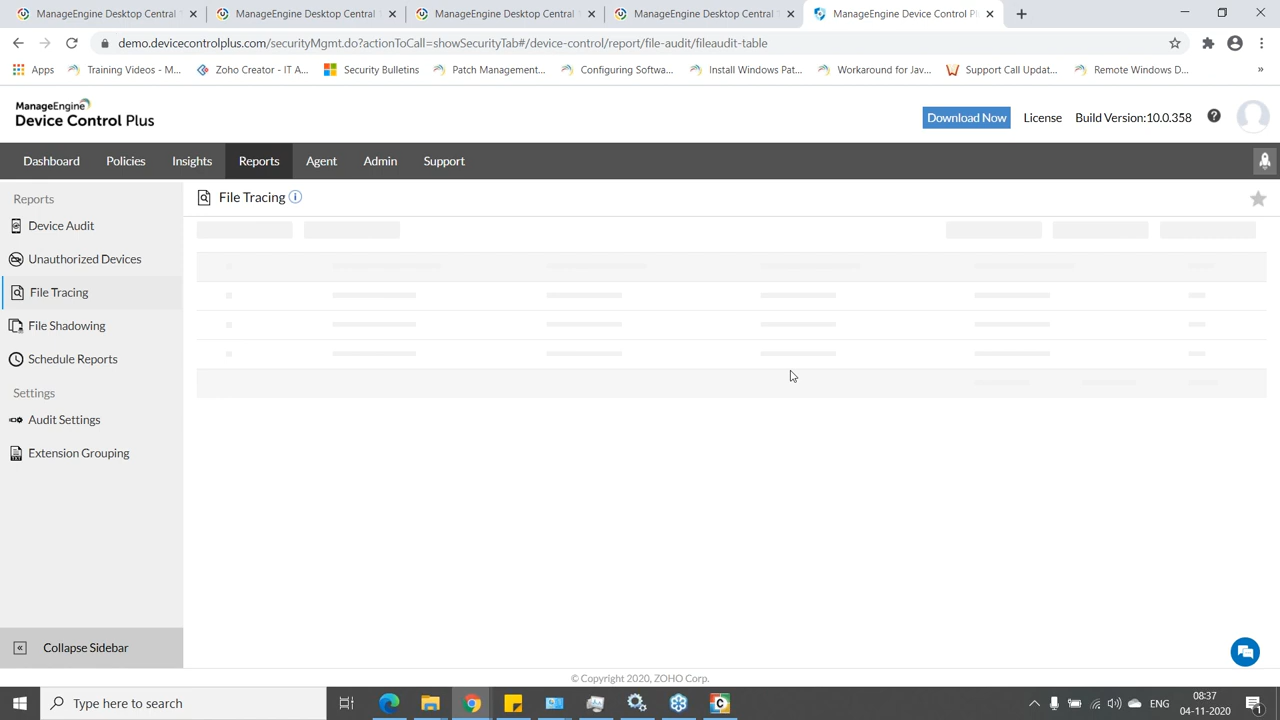 ManageEngine Desktop Central
ManageEngine Desktop Central
ManageEngine Desktop Central
ManageEngine Desktop Central
ManageEngine Device Control Pl
demo.devicecontrolplus.com/securityMgmt.do?actionToCall=showSecurityTab#/device-control/report/file-audit/fileaudit-table
Apps
Training Videos - M...
Zoho Creator - IT A...
Security Bulletins
Patch Management...
Configuring Softwa...
Install Windows Pat...
Workaround for Jav...
Support Call Updat...
Remote Windows D...
»
ManageEngine
Device Control Plus
Download Now
License
Build Version:10.0.358
Dashboard
Policies
Insights
Reports
Agent
Admin
Support
Reports
Device Audit
Unauthorized Devices
File Tracing
File Shadowing
Schedule Reports
Settings
Audit Settings
Extension Grouping
Collapse Sidebar
File Tracing
© Copyright 2020, ZOHO Corp.
Type here to search
ENG
08:37
04-11-2020
1